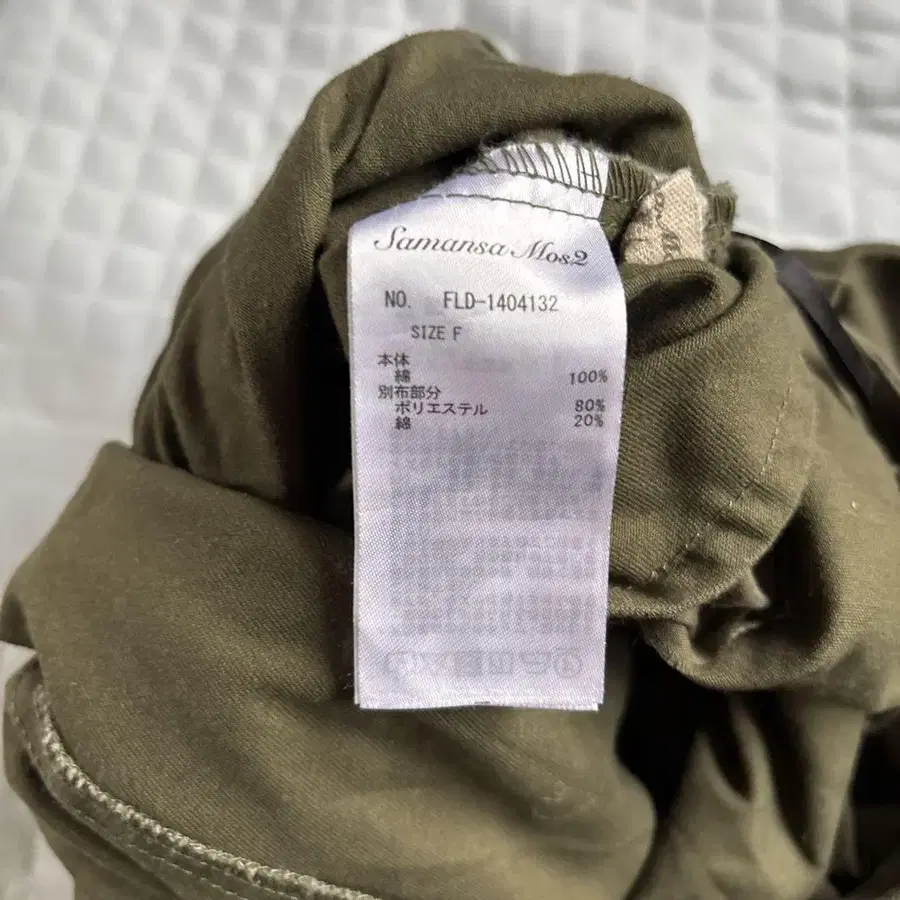 Samansa Mos2
NO. FLD-1404132
SIZE F
本体
綿 100%
別布部分
ポリエステル 80%
綿 20%